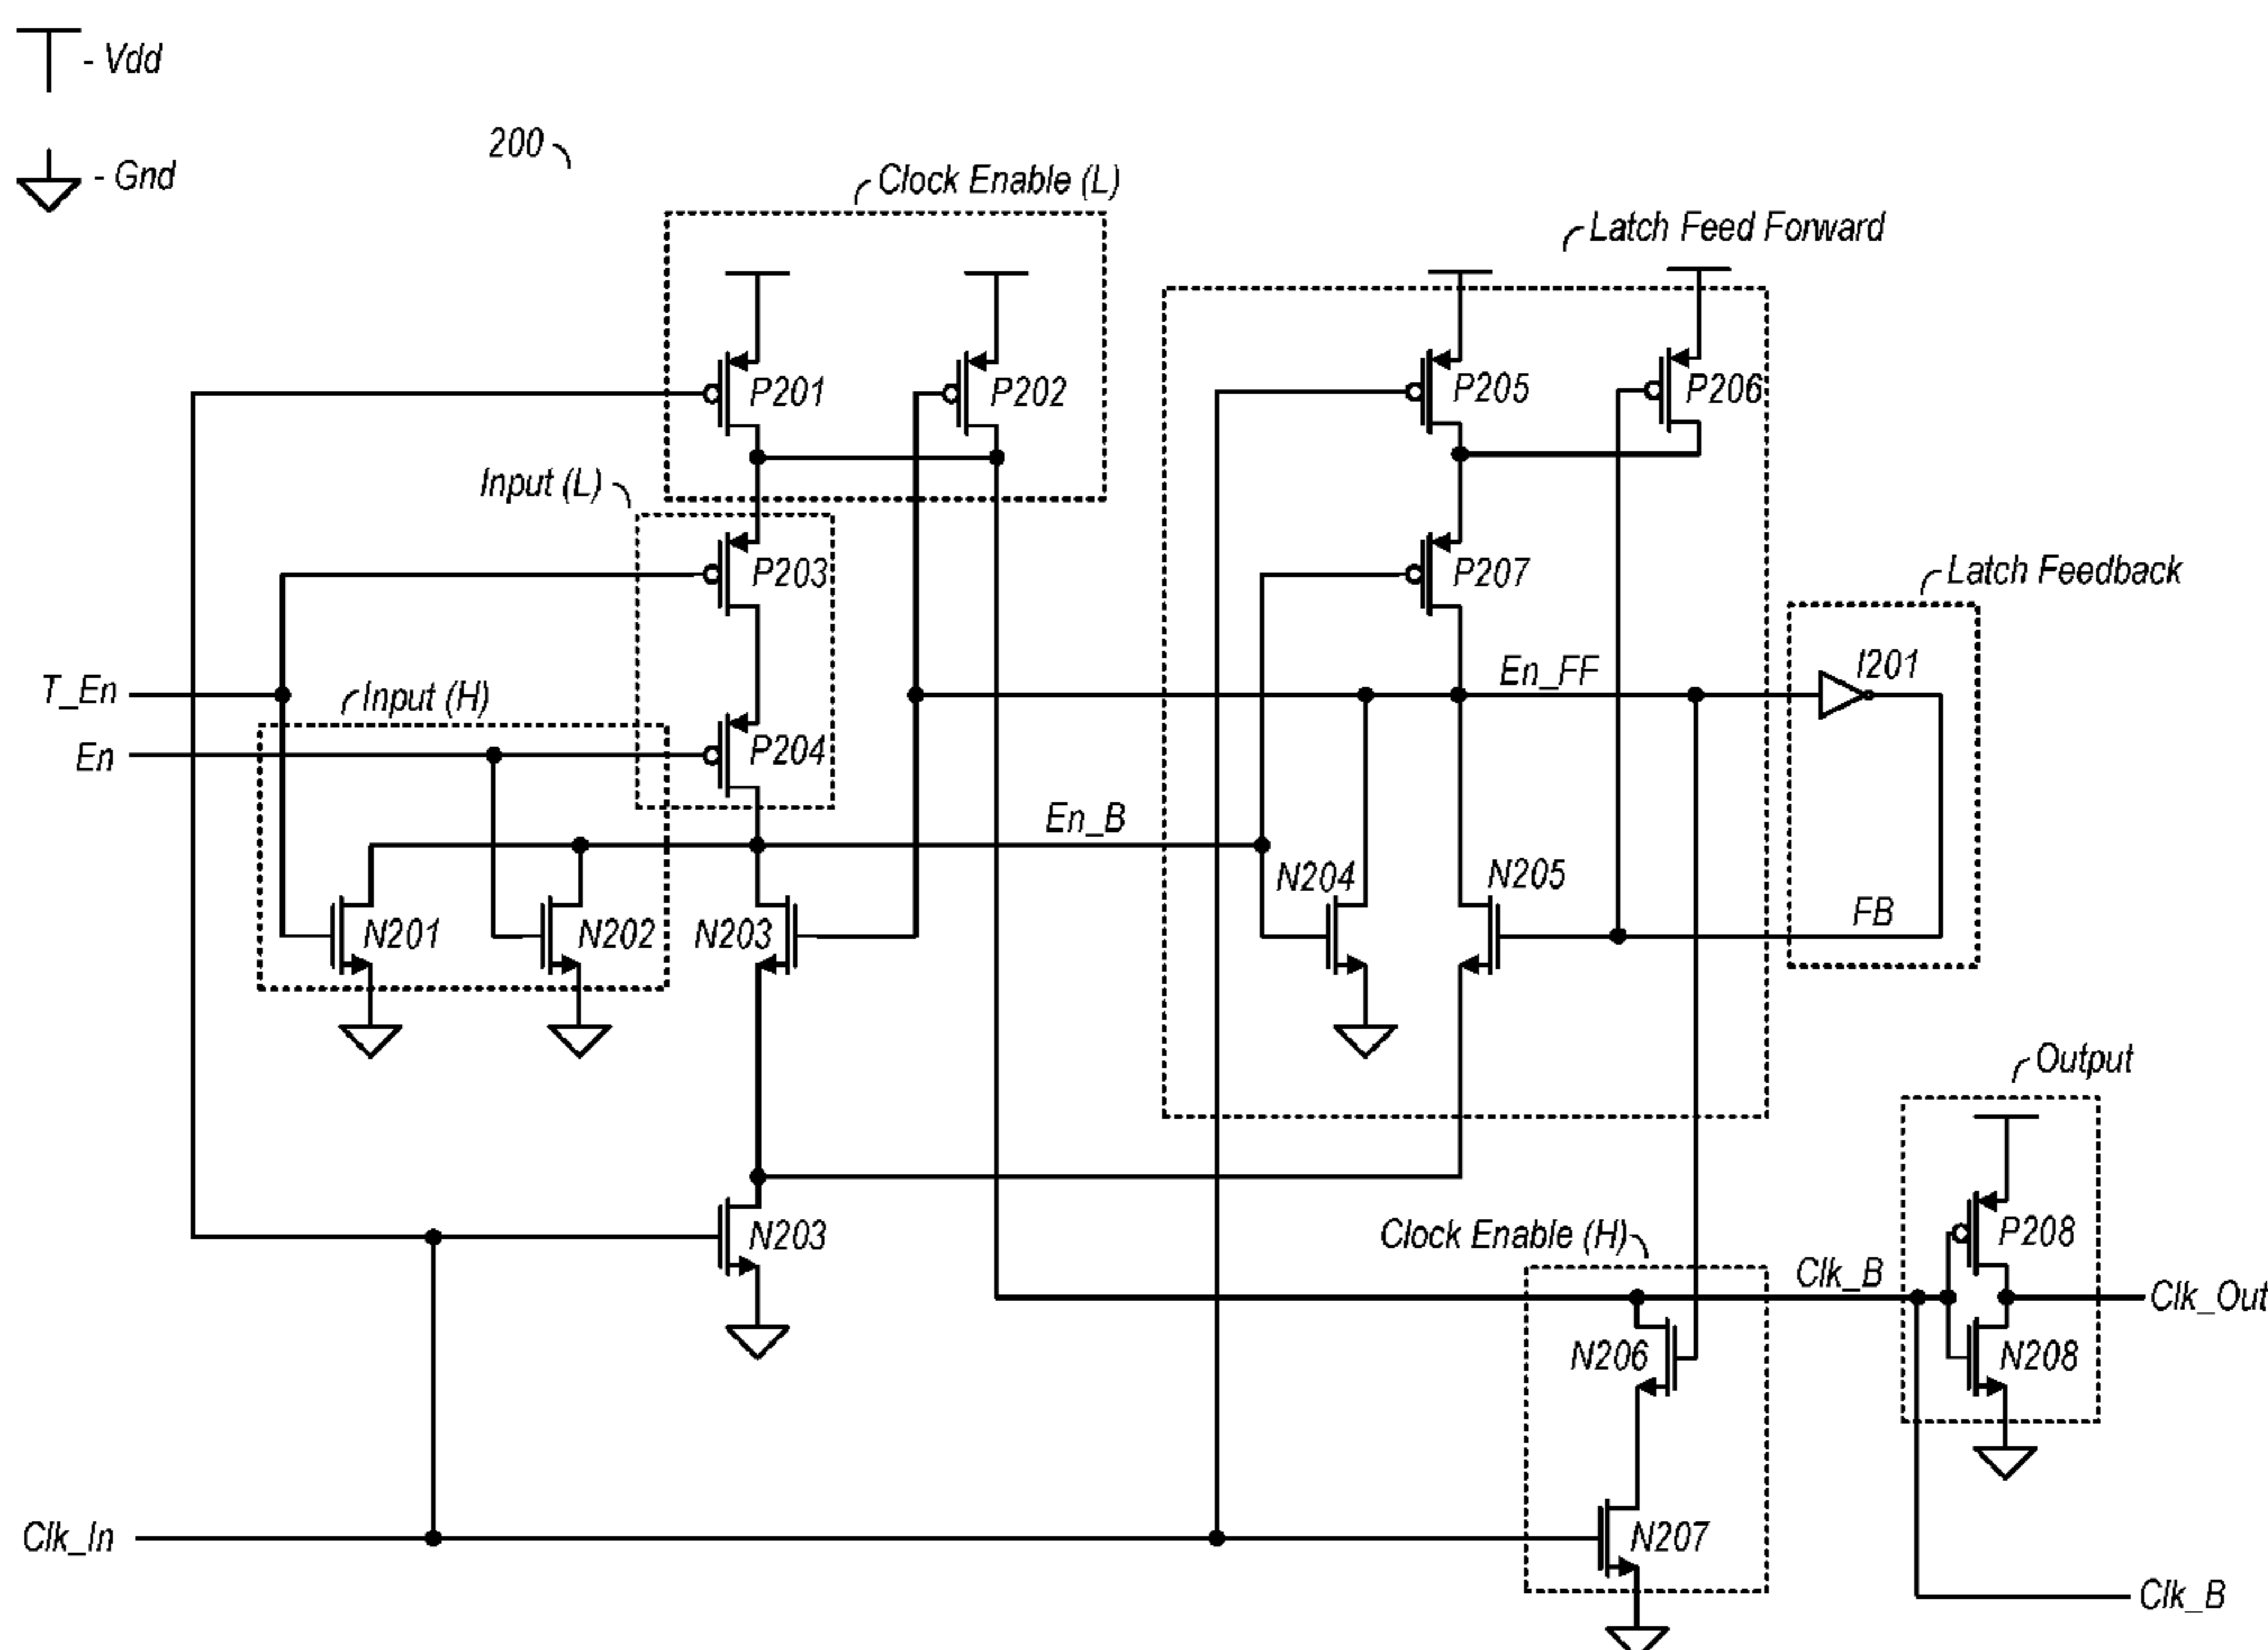 - Vdd
- Gnd
200
Clock Enable (L)
Latch Feed Forward
P201
P202
P205
P206
Input (L)
P203
P207
Latch Feedback
T_En
Input (H)
En_FF
I201
En
P204
En_B
N201
N202
N203
N204
N205
FB
Output
N203
Clock Enable (H)
Clk_B
P208
Clk_Out
N206
N208
Clk_In
N207
Clk_B